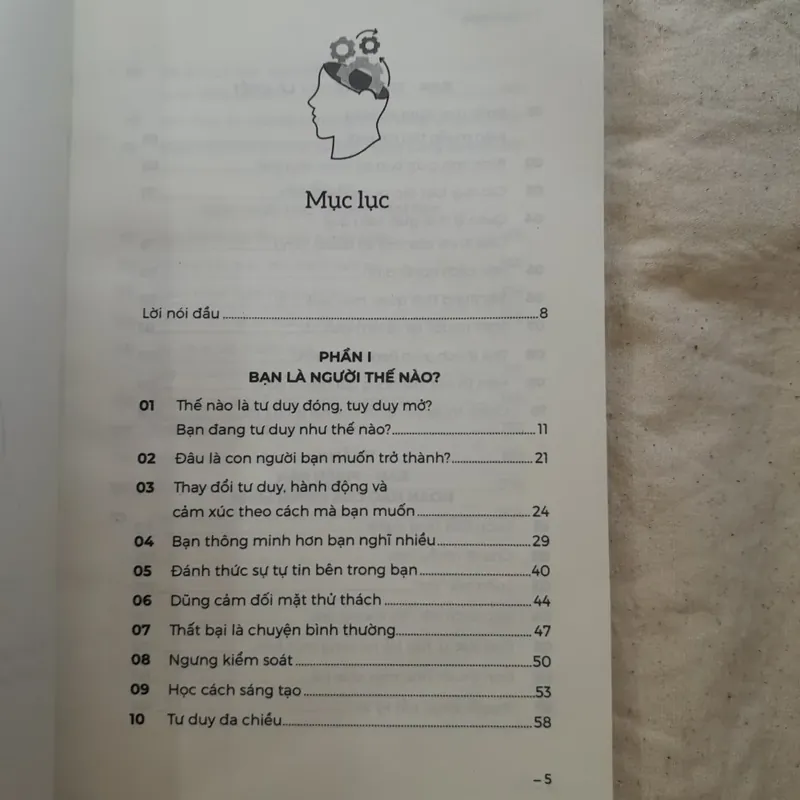 Mục lục
Lời nói đầu ........ 8
PHẦN I
BẠN LÀ NGƯỜI THẾ NÀO?
01 Thế nào là tư duy đóng, tuy duy mở?
Bạn đang tư duy như thế nào? ........ 11
02 Đâu là con người bạn muốn trở thành? ........ 21
03 Thay đổi tư duy, hành động và
cảm xúc theo cách mà bạn muốn ........ 24
04 Bạn thông minh hơn bạn nghĩ nhiều ........ 29
05 Đánh thức sự tự tin bên trong bạn ........ 40
06 Dũng cảm đối mặt thử thách ........ 44
07 Thất bại là chuyện bình thường ........ 47
08 Ngưng kiểm soát ........ 50
09 Học cách sáng tạo ........ 53
10 Tư duy đa chiều ........ 58
– 5